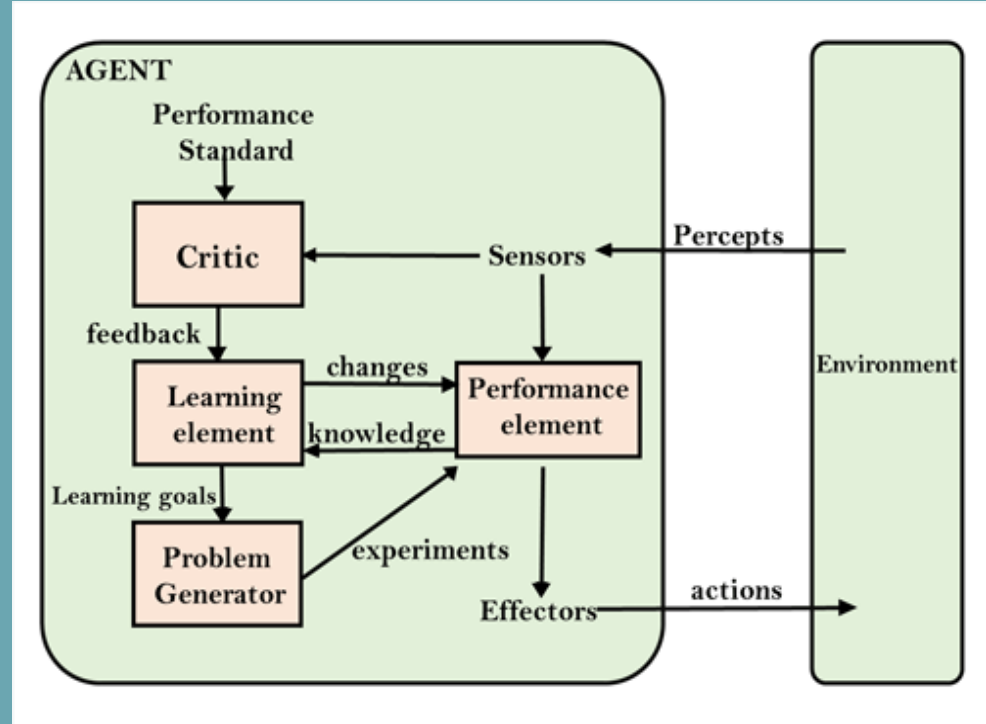 AGENT
Performance
Standard
Critic
Sensors
Percepts
feedback
changes
Environment
Learning
element
Performance
element
knowledge
Learning goals
Problem
Generator
experiments
Effectors
actions